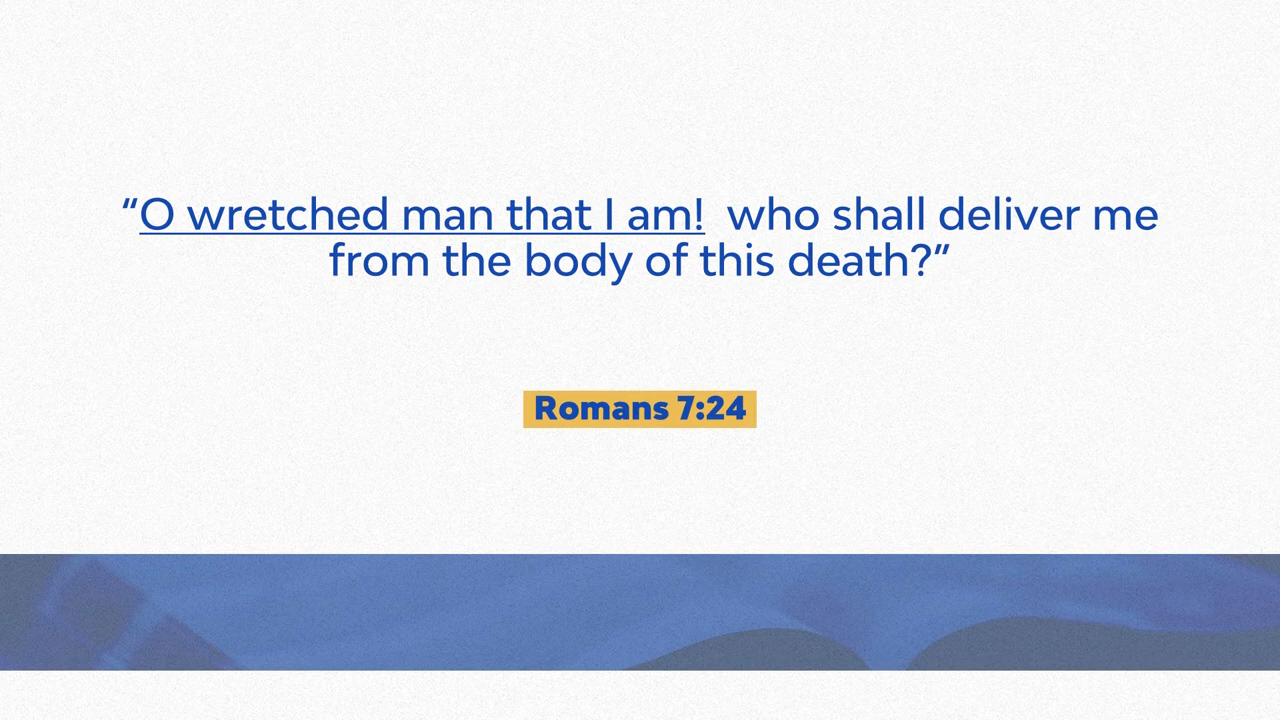 “O wretched man that I am!  who shall deliver me
from the body of this death?”
Romans 7:24